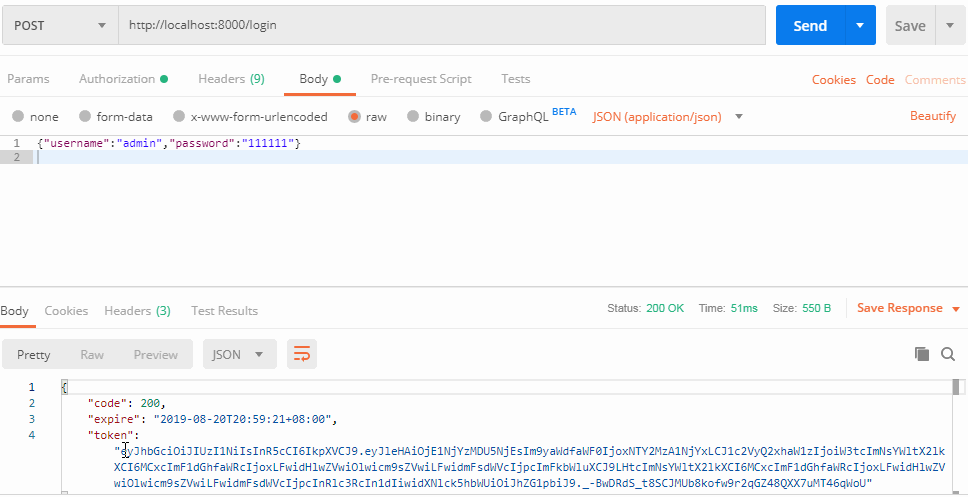 POST http://localhost:8000/login Send Save
Params Authorization Headers (9) Body Pre-request Script Tests Cookies Code Comments
none form-data x-www-form-urlencoded raw binary GraphQL BETA JSON (application/json) Beautify
1 {"username":"admin","password":"111111"}
2
Body Cookies Headers (3) Test Results Status: 200 OK Time: 51ms Size: 550 B Save Response
Pretty Raw Preview JSON
1 {
2 "code": 200,
3 "expire": "2019-08-20T20:59:21+08:00",
4 "token":
"eyJhbGciOiJIUzI1NiIsInR5cCI6IkpXVCJ9.eyJleHAiOjE1NjYzMDU5NjEsIm9yaWdfaWF0IjoxNTY2MzA1NjYxLCJ1c2VyQ2xhaW1zIjoiW3tcImNsYWltX2lk
XCI6MCxcImF1dGhfaWRcIjoxLFwidHlwZVwiOlwicm9sZVwiLFwidmFsdWVcIjpcImFkbWluXCJ9LHtcImNsYWltX2lkXCI6MCxcImF1dGhfaWRcIjoxLFwidHlwZV
wiOlwicm9sZVwiLFwidmFsdWVcIjpcInRlc3RcIn1dIiwidXNlck5hbWUiOiJhZG1pbiJ9._-BwDRdS_t8SCJMUb8kofw9r2qGZ48QXX7uMT46qWoU"